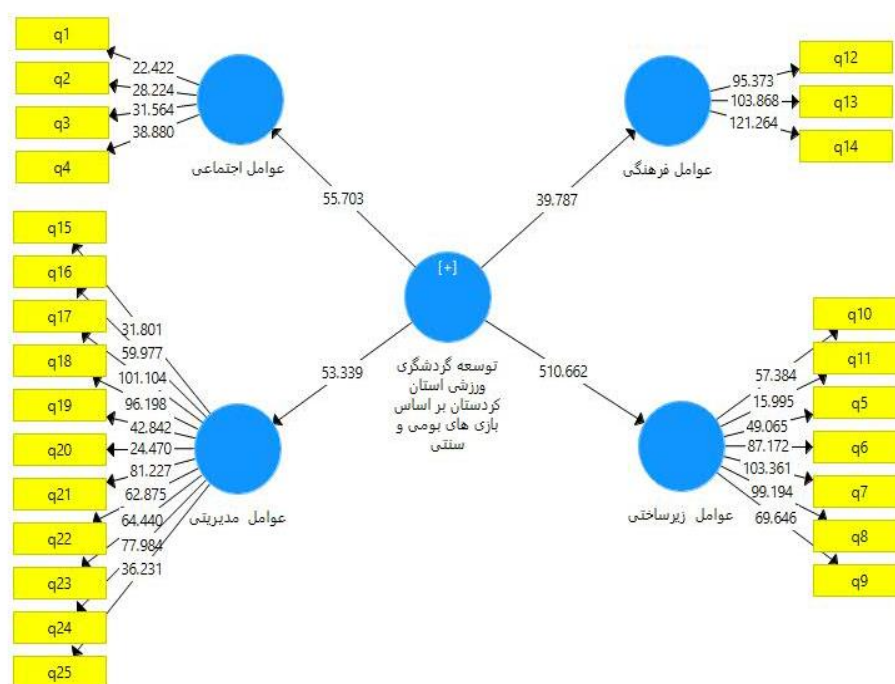 q1
q2
q3
q4
22.422
28.224
31.564
38.880
عوامل اجتماعی
q12
q13
q14
95.373
103.868
121.264
عوامل فرهنگی
55.703
39.787
[+]
توسعه گردشگری
ورزشی استان
کردستان بر اساس
بازی های بومی و
سنتی
53.339
510.662
q15
q16
q17
q18
q19
q20
q21
q22
q23
q24
q25
31.801
59.977
101.104
96.198
42.842
24.470
81.227
62.875
64.440
77.984
36.231
عوامل مدیریتی
q10
q11
q5
q6
q7
q8
q9
57.384
15.995
49.065
87.172
103.361
99.194
69.646
عوامل زیرساختی